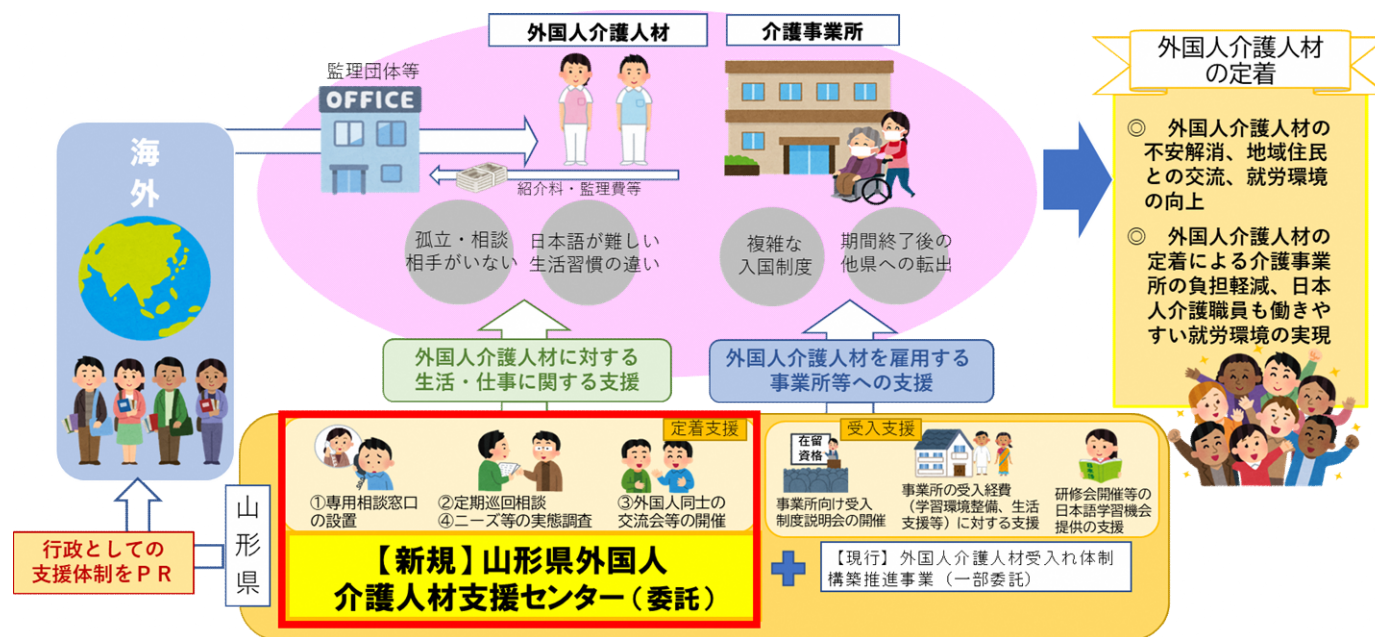 外国人介護人材
介護事業所
監理団体等
OFFICE
紹介料・監理費等
海外
孤立・相談
相手がいない
日本語が難しい
生活習慣の違い
複雑な
入国制度
期間終了後の
他県への転出
外国人介護人材に対する
生活・仕事に関する支援
外国人介護人材を雇用する
事業所等への支援
外国人介護人材
の定着
◎ 外国人介護人材の
不安解消、地域住民
との交流、就労環境
の向上
◎ 外国人介護人材の
定着による介護事業
所の負担軽減、日本
人介護職員も働きや
すい就労環境の実現
行政としての
支援体制をPR
山形県
定着支援
①専用相談窓口
の設置
②定期巡回相談
④ニーズ等の実態調査
③外国人同士の
交流会等の開催
【新規】山形県外国人
介護人材支援センター(委託)
受入支援
在留
資格
事業所向け受入
制度説明会の開催
事業所の受入経費
(学習環境整備、生活
支援等)に対する支援
研修会開催等の
日本語学習機会
提供の支援
【現行】外国人介護人材受入れ体制
構築推進事業(一部委託)